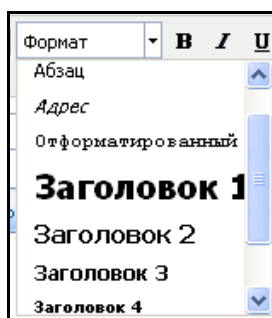 Формат B I U
Абзац
Адрес
Отформатированный
Заголовок 1
Заголовок 2
Заголовок 3
Заголовок 4